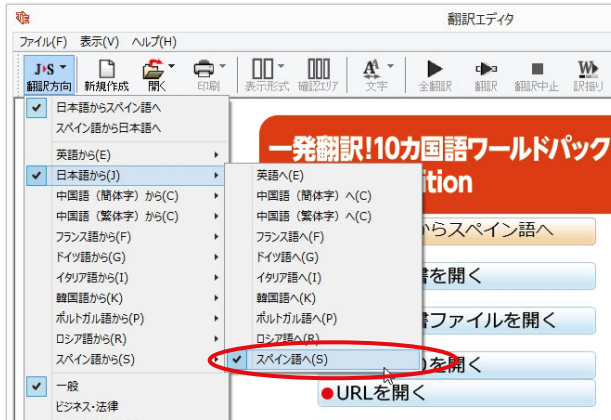 翻訳エディタ
ファイル(F) 表示(V) ヘルプ(H)
J▸S
翻訳方向 新規作成 開く 印刷 表示形式 確認エリア 文字 全翻訳 翻訳 翻訳中止 訳振り
日本語からスペイン語へ
スペイン語から日本語へ
英語から(E)
日本語から(J)
中国語（簡体字）から(C)
中国語（繁体字）から(C)
フランス語から(F)
ドイツ語から(G)
イタリア語から(I)
韓国語から(K)
ポルトガル語から(P)
ロシア語から(R)
スペイン語から(S)
一般
ビジネス・法律
英語へ(E)
中国語（簡体字）へ(C)
中国語（繁体字）へ(C)
フランス語へ(F)
ドイツ語へ(G)
イタリア語へ(I)
韓国語へ(K)
ポルトガル語へ(P)
ロシア語へ(R)
スペイン語へ(S)
一発翻訳!10カ国語ワールドパック
ition
からスペイン語へ
書を開く
書ファイルを開く
を開く
●URLを開く